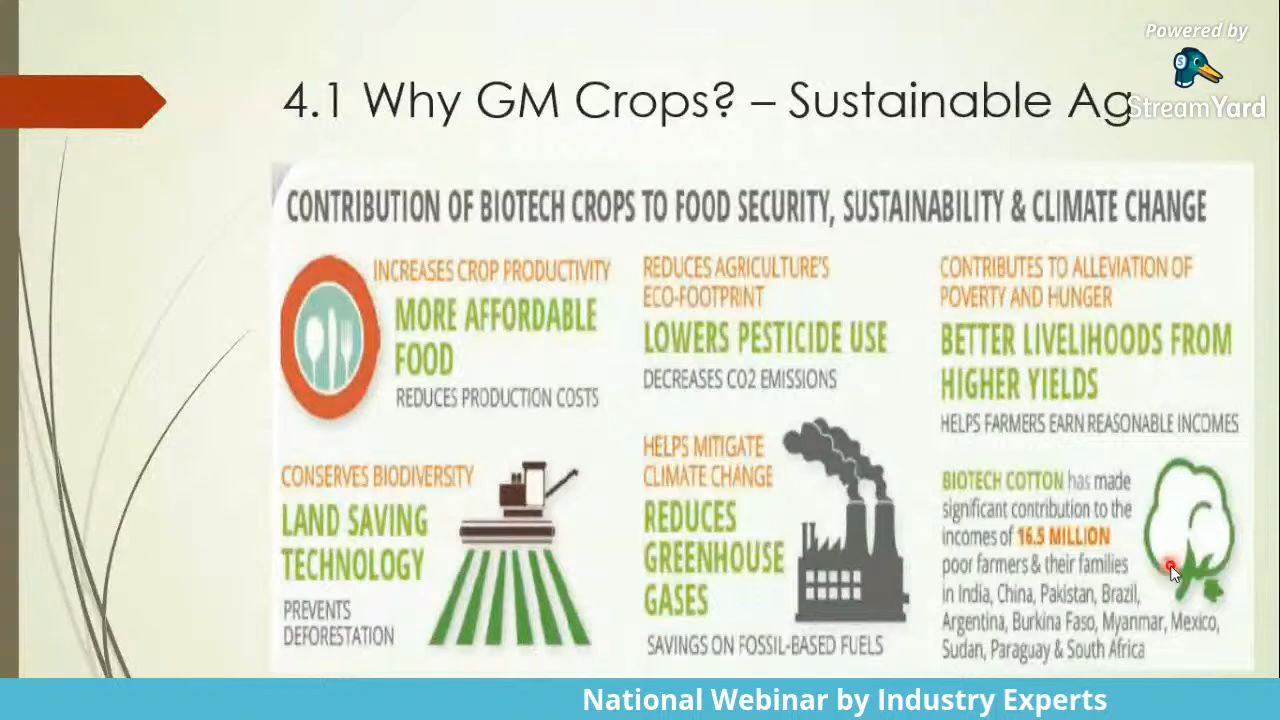 Powered by
StreamYard
4.1 Why GM Crops? – Sustainable Ag
CONTRIBUTION OF BIOTECH CROPS TO FOOD SECURITY, SUSTAINABILITY & CLIMATE CHANGE
INCREASES CROP PRODUCTIVITY
MORE AFFORDABLE
FOOD
REDUCES PRODUCTION COSTS
CONSERVES BIODIVERSITY
LAND SAVING
TECHNOLOGY
PREVENTS
DEFORESTATION
REDUCES AGRICULTURE'S
ECO-FOOTPRINT
LOWERS PESTICIDE USE
DECREASES CO2 EMISSIONS
HELPS MITIGATE
CLIMATE CHANGE
REDUCES
GREENHOUSE
GASES
SAVINGS ON FOSSIL-BASED FUELS
CONTRIBUTES TO ALLEVIATION OF
POVERTY AND HUNGER
BETTER LIVELIHOODS FROM
HIGHER YIELDS
HELPS FARMERS EARN REASONABLE INCOMES
BIOTECH COTTON has made
significant contribution to the
incomes of 16.5 MILLION
poor farmers & their families
in India, China, Pakistan, Brazil,
Argentina, Burkina Faso, Myanmar, Mexico,
Sudan, Paraguay & South Africa
National Webinar by Industry Experts